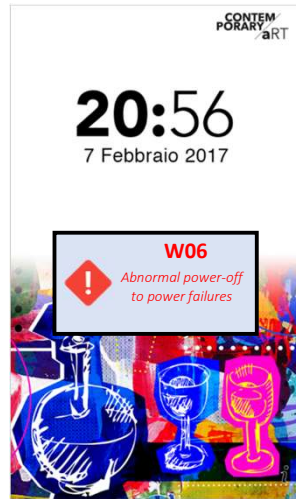 CONTEM
PORARY
aRT
20:56
7 Febbraio 2017
W06
Abnormal power-off
to power failures